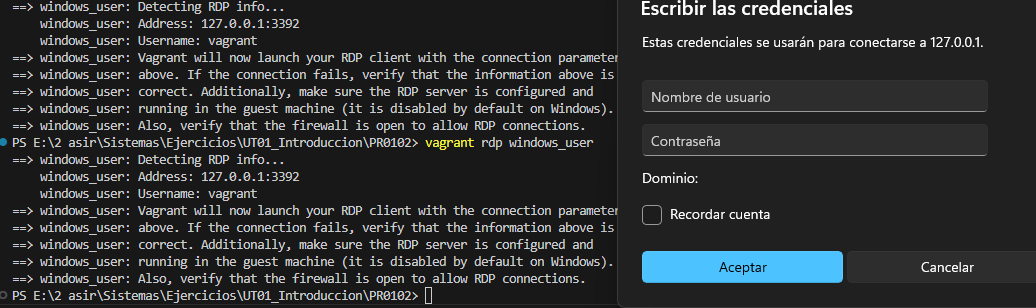 ==> windows_user: Detecting RDP info...
windows_user: Address: 127.0.0.1:3392
windows_user: Username: vagrant
==> windows_user: Vagrant will now launch your RDP client with the connection parameter
==> windows_user: above. If the connection fails, verify that the information above is
==> windows_user: correct. Additionally, make sure the RDP server is configured and
==> windows_user: running in the guest machine (it is disabled by default on Windows).
==> windows_user: Also, verify that the firewall is open to allow RDP connections.
PS E:\2 asir\Sistemas\Ejercicios\UT01_Introduccion\PR0102> vagrant rdp windows_user
==> windows_user: Detecting RDP info...
windows_user: Address: 127.0.0.1:3392
windows_user: Username: vagrant
==> windows_user: Vagrant will now launch your RDP client with the connection parameter
==> windows_user: above. If the connection fails, verify that the information above is
==> windows_user: correct. Additionally, make sure the RDP server is configured and
==> windows_user: running in the guest machine (it is disabled by default on Windows).
==> windows_user: Also, verify that the firewall is open to allow RDP connections.
PS E:\2 asir\Sistemas\Ejercicios\UT01_Introduccion\PR0102>
Escribir las credenciales
Estas credenciales se usarán para conectarse a 127.0.0.1.
Nombre de usuario
Contraseña
Dominio:
Recordar cuenta
Aceptar
Cancelar